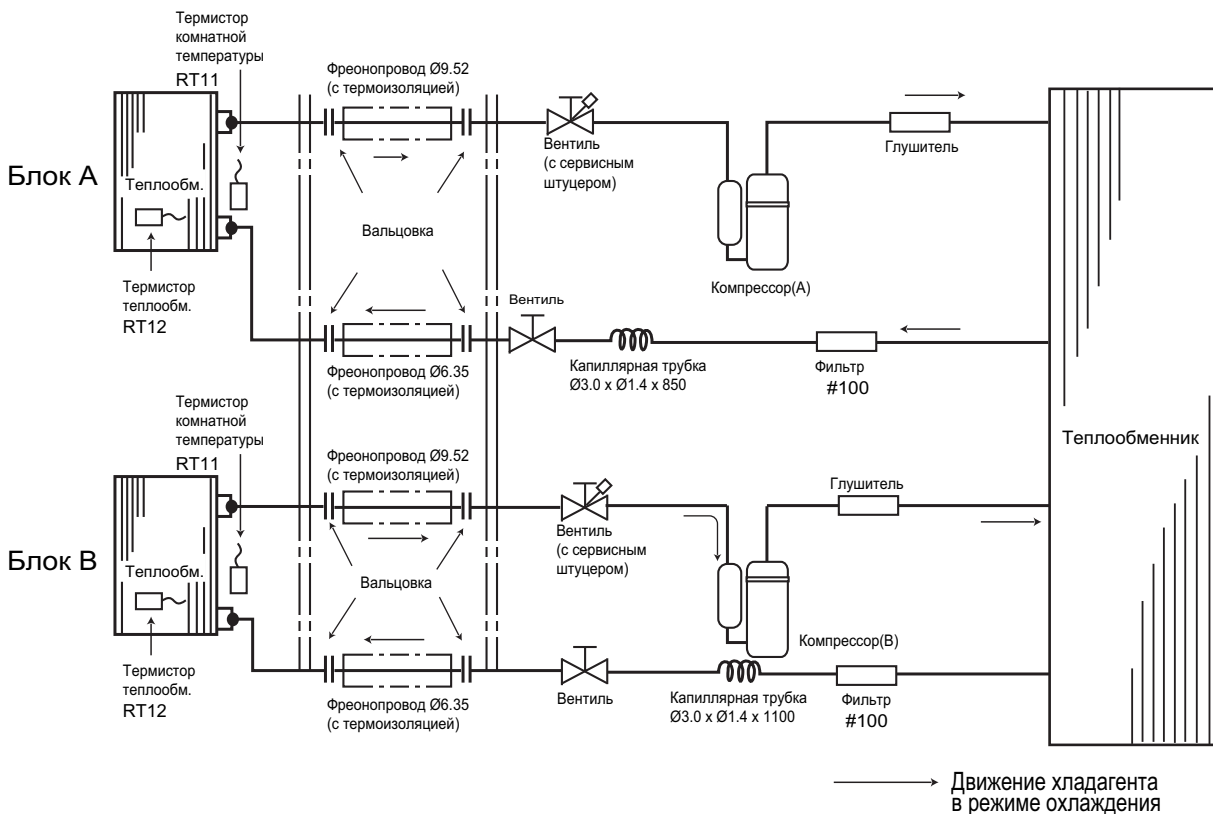 Термистор
комнатной
температуры
RT11
Фреонопровод Ø9.52
(с термоизоляцией)
Вентиль
(с сервисным
штуцером)
Глушитель
Блок A
Теплообм.
Вальцовка
Компрессор(A)
Термистор
теплообм.
RT12
Вентиль
Фреонопровод Ø6.35
(с термоизоляцией)
Капиллярная трубка
Ø3.0 x Ø1.4 x 850
Фильтр
#100
Теплообменник
Термистор
комнатной
температуры
RT11
Фреонопровод Ø9.52
(с термоизоляцией)
Вентиль
(с сервисным
штуцером)
Глушитель
Блок B
Теплообм.
Вальцовка
Компрессор(B)
Термистор
теплообм.
RT12
Фреонопровод Ø6.35
(с термоизоляцией)
Вентиль
Капиллярная трубка
Ø3.0 x Ø1.4 x 1100
Фильтр
#100
Движение хладагента
в режиме охлаждения